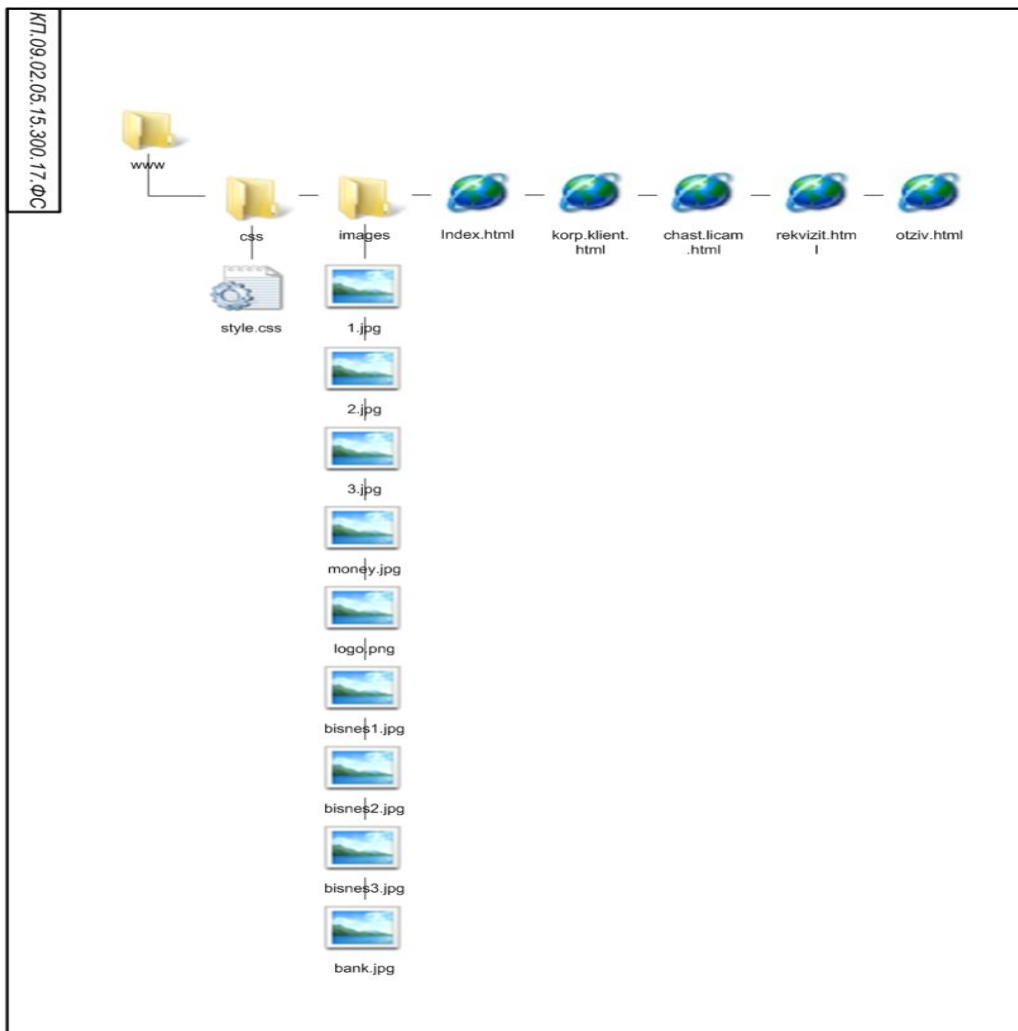 КП.09.02.05.15.300.17.ФС
www
css
images
Index.html
korp.klient.
html
chast.licam
.html
rekvizit.htm
l
otziv.html
style.css
1.jpg
2.jpg
3.jpg
money.jpg
logo.png
bisnes1.jpg
bisnes2.jpg
bisnes3.jpg
bank.jpg